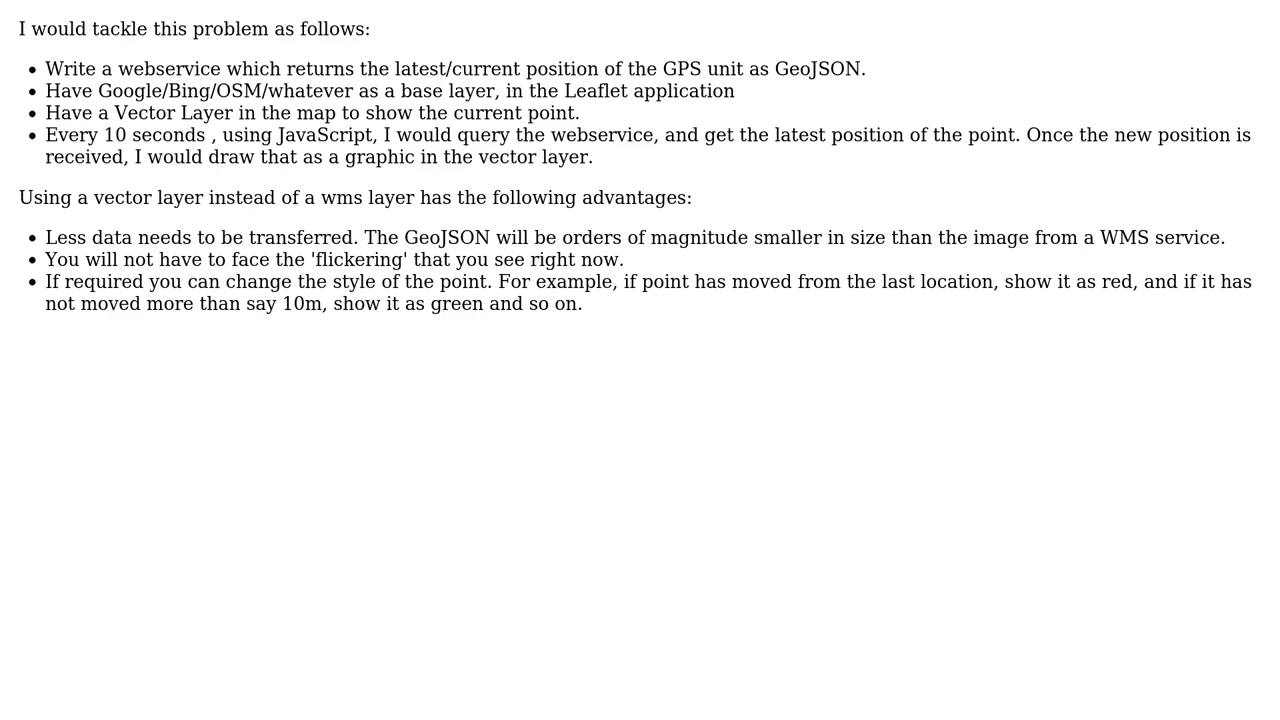 I would tackle this problem as follows:
• Write a webservice which returns the latest/current position of the GPS unit as GeoJSON.
• Have Google/Bing/OSM/whatever as a base layer, in the Leaflet application
• Have a Vector Layer in the map to show the current point.
• Every 10 seconds , using JavaScript, I would query the webservice, and get the latest position of the point. Once the new position is
received, I would draw that as a graphic in the vector layer.
Using a vector layer instead of a wms layer has the following advantages:
• Less data needs to be transferred. The GeoJSON will be orders of magnitude smaller in size than the image from a WMS service.
• You will not have to face the 'flickering' that you see right now.
• If required you can change the style of the point. For example, if point has moved from the last location, show it as red, and if it has
not moved more than say 10m, show it as green and so on.